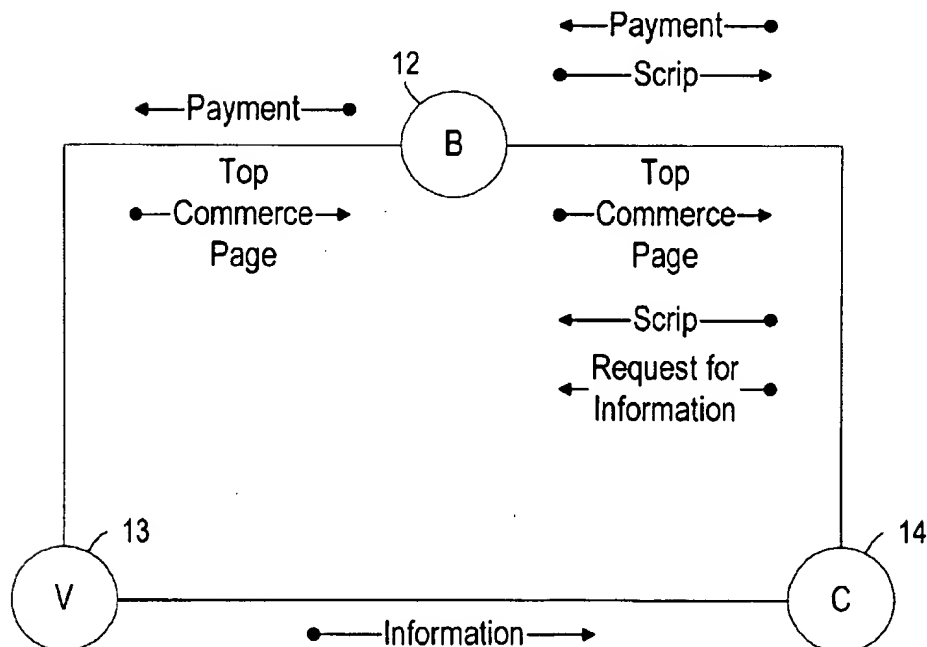 Payment
Scrip
12
Payment
B
Top
Commerce
Page
Top
Commerce
Page
Scrip
Request for
Information
13
14
V
C
Information